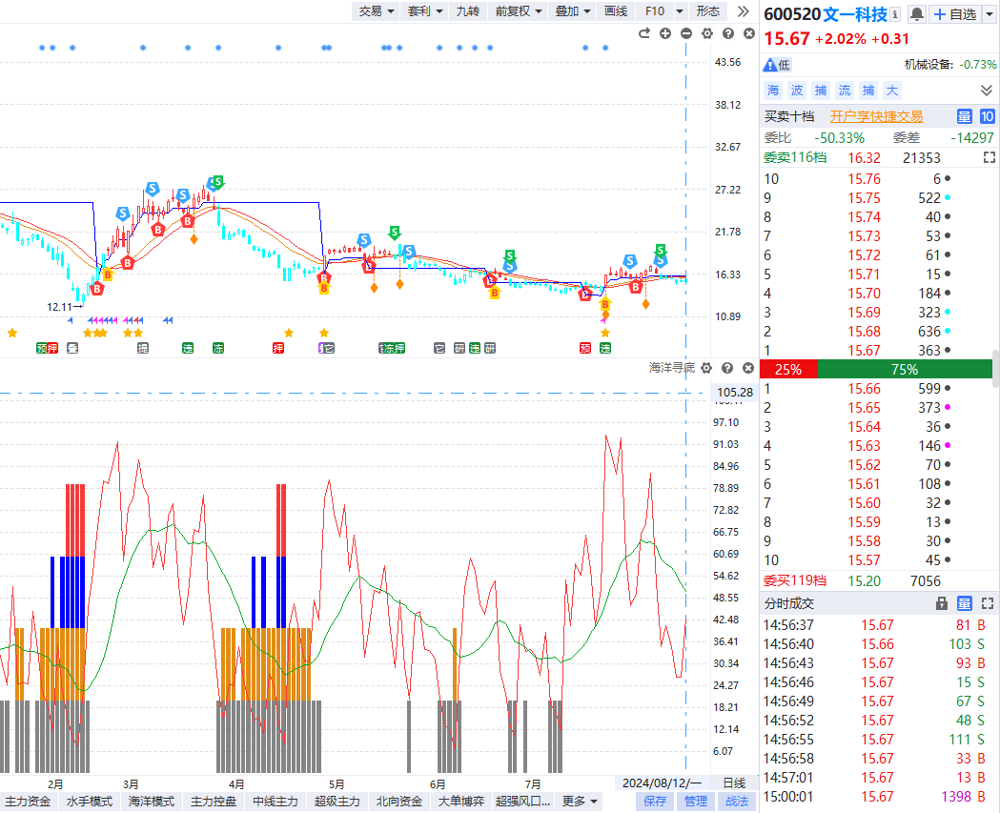 交易 套利 九转 前复权 叠加 画线 F10 形态
43.56
38.12
32.67
27.22
21.78
16.33
10.89
S S S S S S S S S S S
B B B B B B B B B B B B
12.11
预 押 叠 提 违 冻 押 它 冻 押 它 研 违 研 预 违
海洋寻底
105.28
97.10
91.03
84.96
78.89
72.82
66.75
60.69
54.62
48.55
42.48
36.41
30.34
24.27
18.21
12.14
6.07
2月 3月 4月 5月 6月 7月 2024/08/12/一 日线
主力资金 水手模式 海洋模式 主力控盘 中线主力 超级主力 北向资金 大单博弈 超强风口... 更多 保存 管理 战法
600520 文一科技 自选
15.67 +2.02% +0.31
低 机械设备: -0.73%
海 波 捕 流 捕 大
买卖十档 开户享快捷交易 量 10
委比 -50.33% 委差 -14297
委卖116档 16.32 21353
10 15.76 6
9 15.75 522
8 15.74 40
7 15.73 53
6 15.72 61
5 15.71 15
4 15.70 184
3 15.69 323
2 15.68 636
1 15.67 363
25% 75%
1 15.66 599
2 15.65 373
3 15.64 36
4 15.63 146
5 15.62 70
6 15.61 108
7 15.60 32
8 15.59 13
9 15.58 30
10 15.57 45
委买119档 15.20 7056
分时成交 量
14:56:37 15.67 81 B
14:56:40 15.66 103 S
14:56:43 15.67 93 B
14:56:46 15.67 15 S
14:56:49 15.67 67 S
14:56:52 15.67 48 S
14:56:55 15.67 111 S
14:56:58 15.67 33 B
14:57:01 15.67 13 B
15:00:01 15.67 1398 B